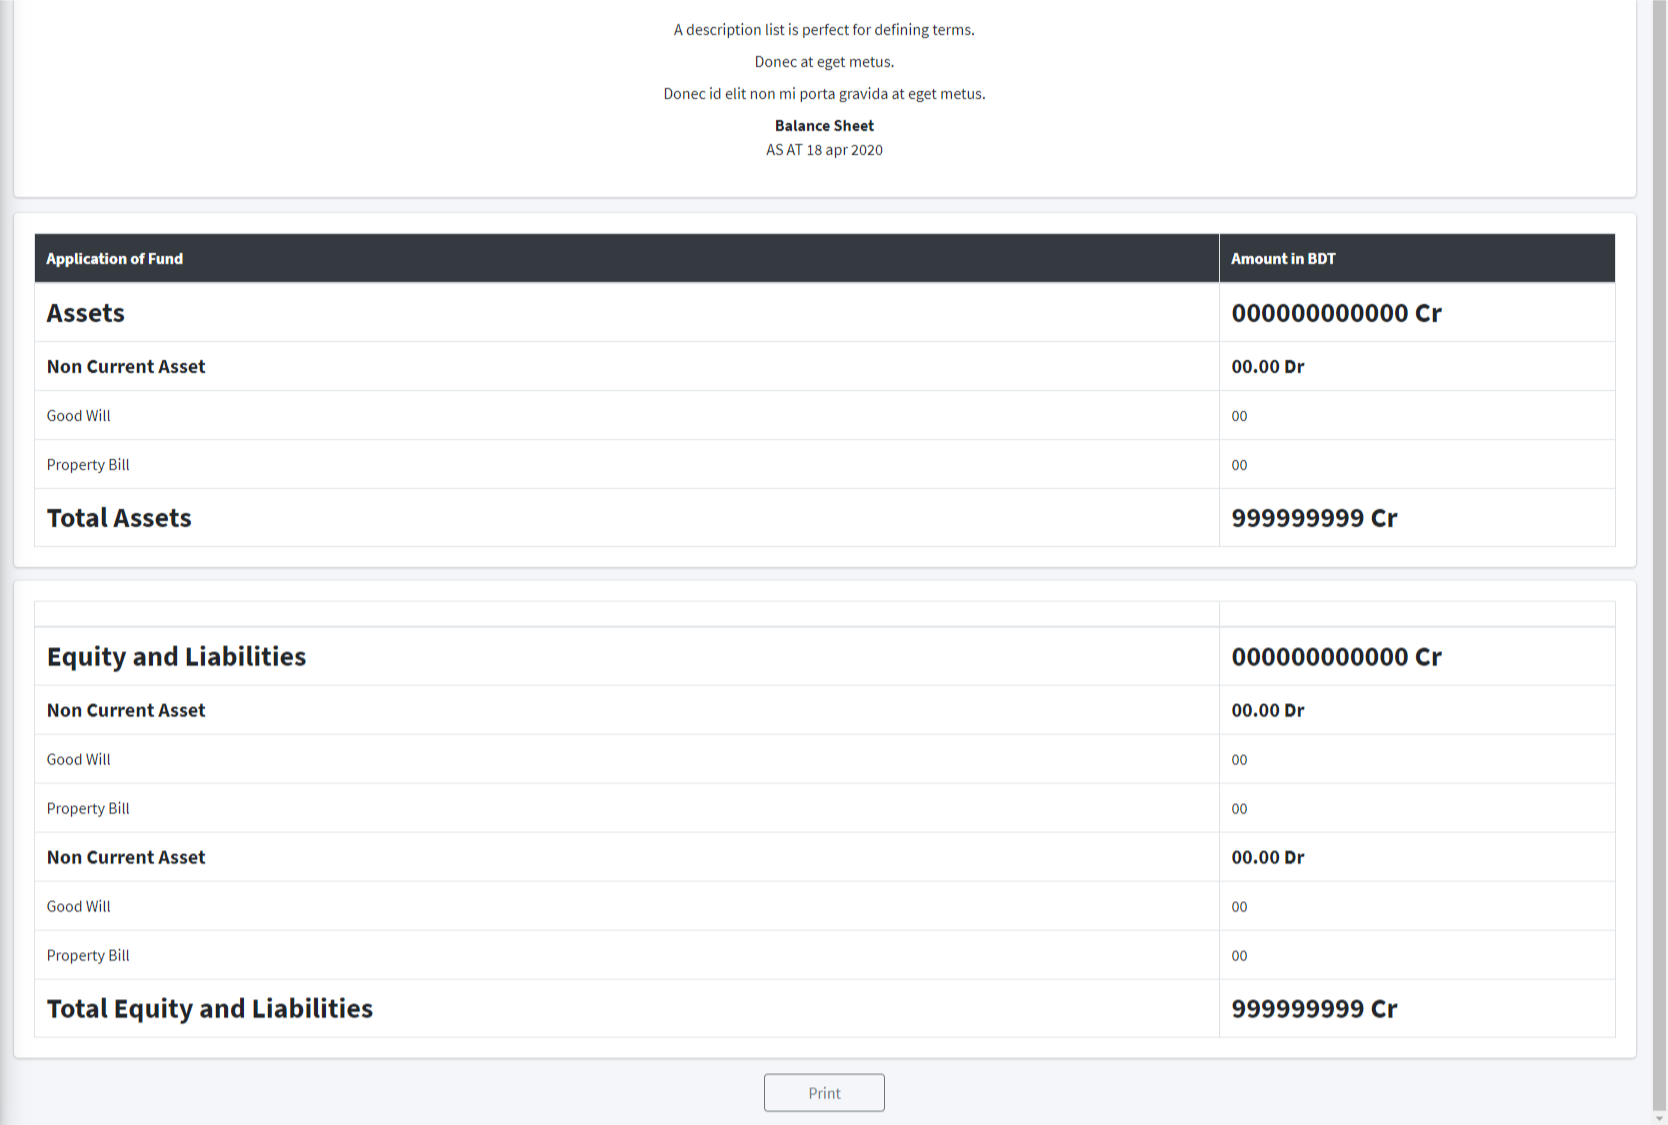 A description list is perfect for defining terms.
Donec at eget metus.
Donec id elit non mi porta gravida at eget metus.
Balance Sheet
AS AT 18 apr 2020
Application of Fund Amount in BDT
Assets 000000000000 Cr
Non Current Asset 00.00 Dr
Good Will 00
Property Bill 00
Total Assets 999999999 Cr
Equity and Liabilities 000000000000 Cr
Non Current Asset 00.00 Dr
Good Will 00
Property Bill 00
Non Current Asset 00.00 Dr
Good Will 00
Property Bill 00
Total Equity and Liabilities 999999999 Cr
Print